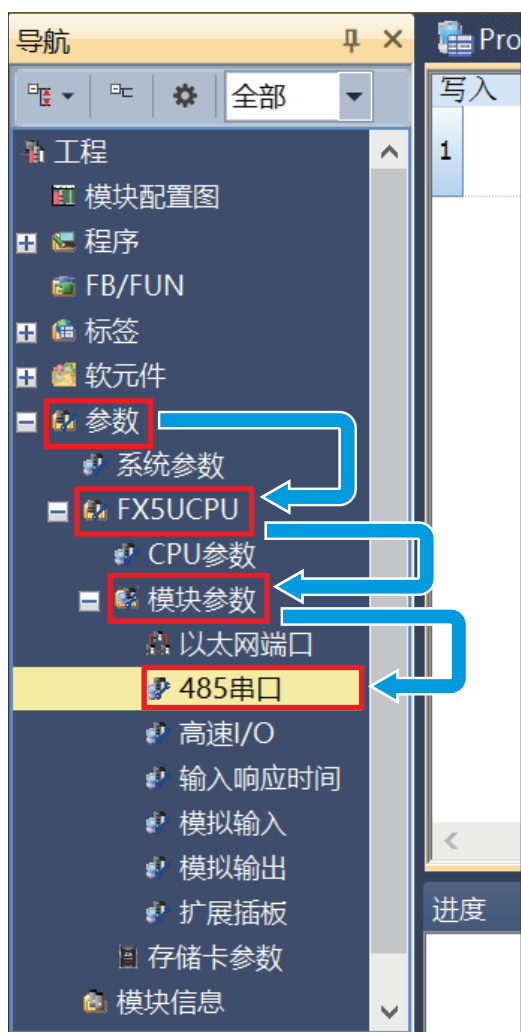 导航
Pro
全部
写入
1
工程
模块配置图
程序
FB/FUN
标签
软元件
参数
系统参数
FX5UCPU
CPU参数
模块参数
以太网端口
485串口
高速I/O
输入响应时间
模拟输入
模拟输出
扩展插板
存储卡参数
模块信息
进度